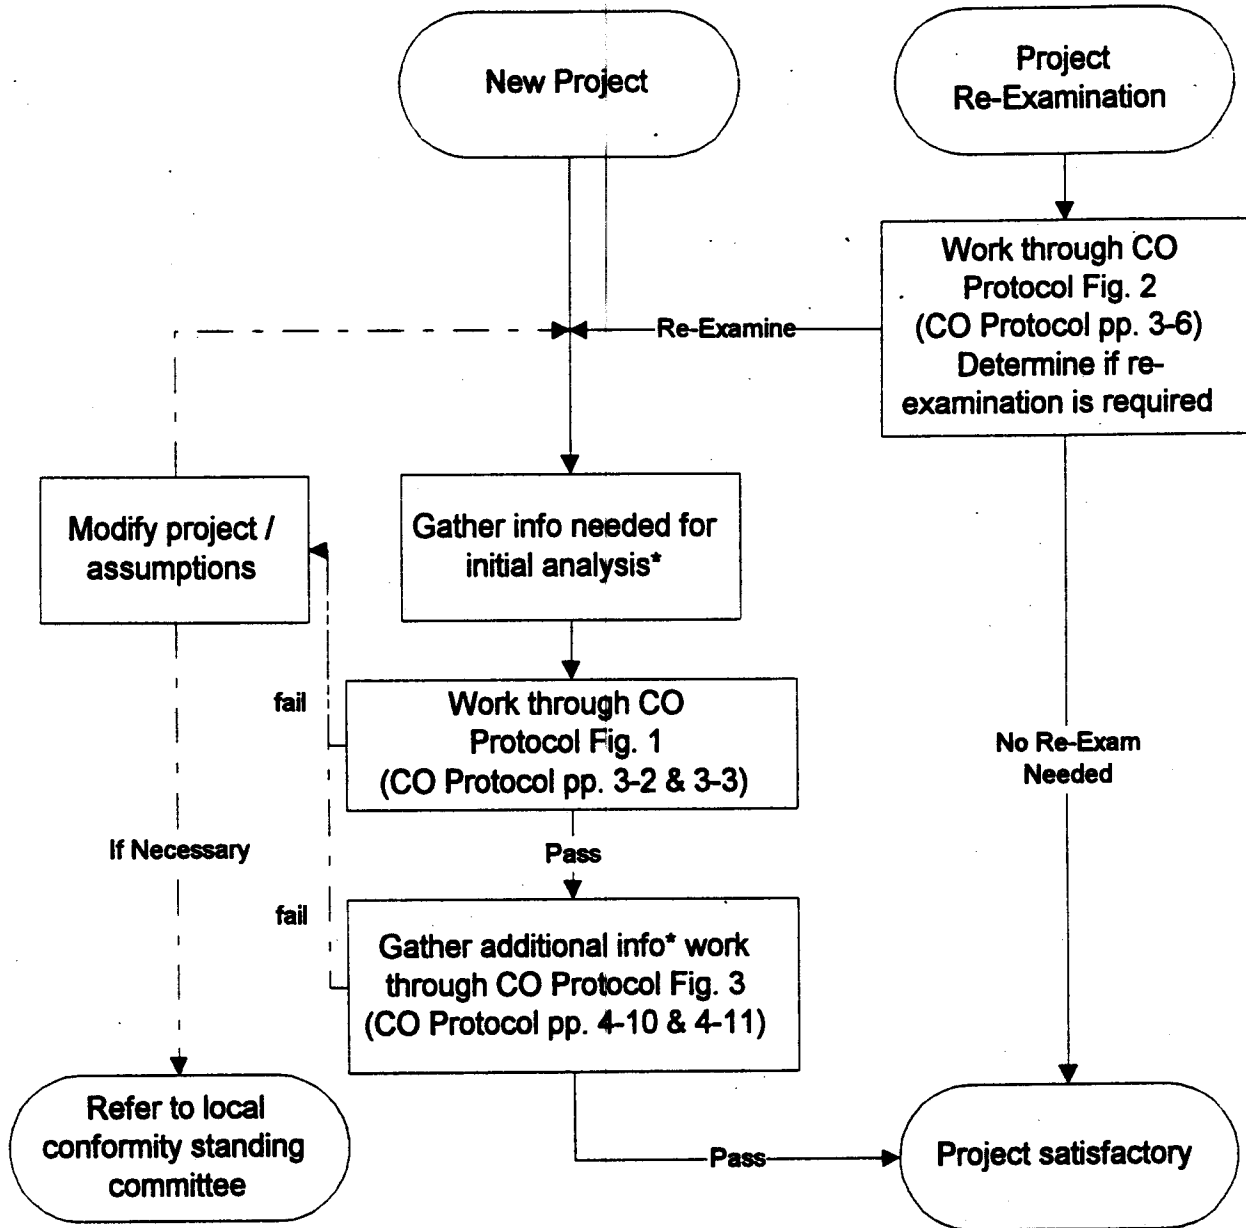 New Project
Project
Re-Examination
Work through CO
Protocol Fig. 2
(CO Protocol pp. 3-6)
Determine if re-
examination is required
Re-Examine
Modify project /
assumptions
Gather info needed for
initial analysis*
fail
Work through CO
Protocol Fig. 1
(CO Protocol pp. 3-2 & 3-3)
No Re-Exam
Needed
If Necessary
Pass
fail
Gather additional info* work
through CO Protocol Fig. 3
(CO Protocol pp. 4-10 & 4-11)
Refer to local
conformity standing
committee
Pass
Project satisfactory